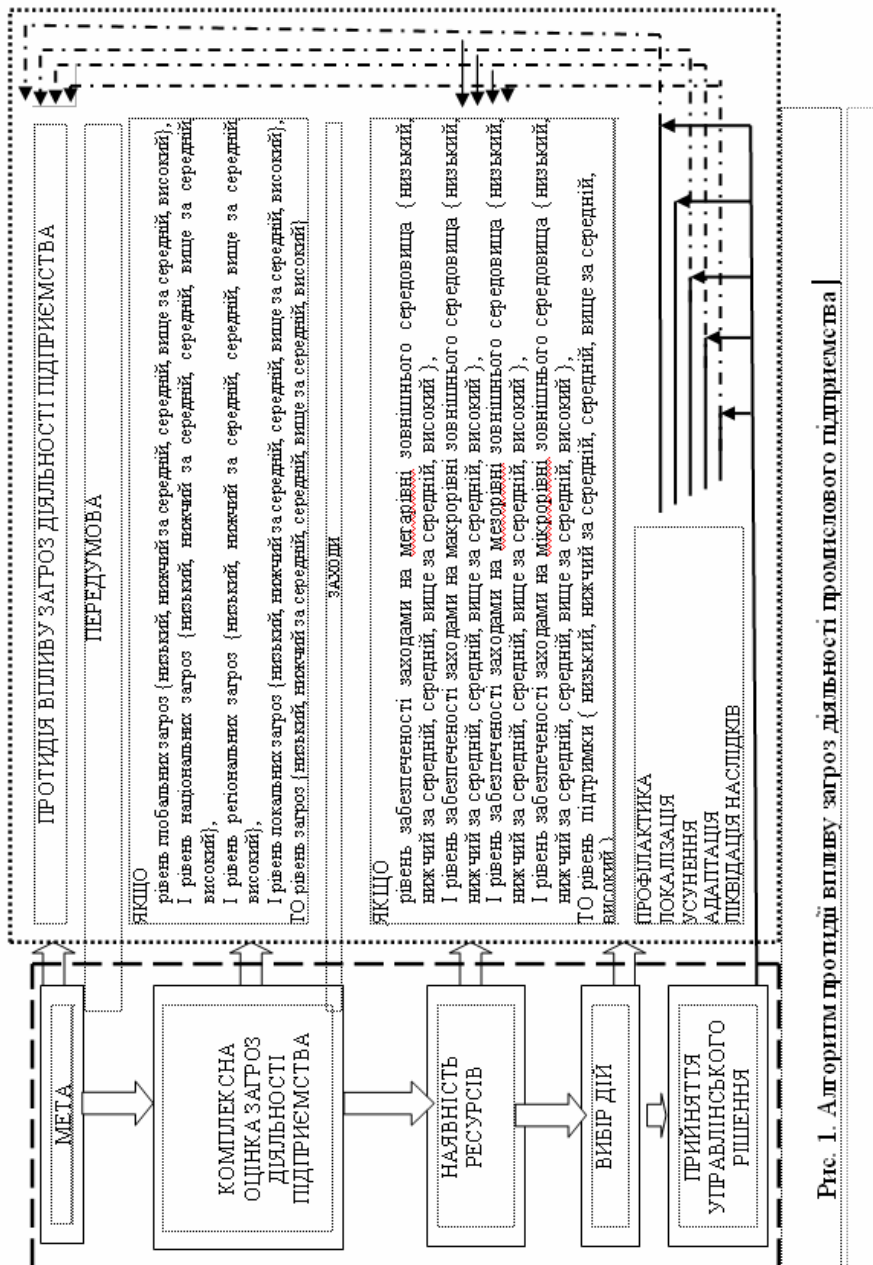 МЕТА
ПРОТИДІЯ ВПЛИВУ ЗАГРОЗ ДІЯЛЬНОСТІ ПІДПРИЄМСТВА
ПЕРЕДУМОВА
КОМПЛЕКСНА
ОЦІНКА ЗАГРОЗ
ДІЯЛЬНОСТІ
ПІДПРИЄМСТВА
ЯКЩО
рівень глобальних загроз {низький, нижчий за середній, середній, вище за середній, високий},
І рівень національних загроз {низький, нижчий за середній, середній, вище за середній
високий},
І рівень регіональних загроз {низький, нижчий за середній, середній, вище за середній
високий},
І рівень локальних загроз {низький, нижчий за середній, середній, вище за середній, високий},
ТО рівень загроз {низький, нижчий за середній, середній, вище за середній, високий}
ЗАХОДИ
НАЯВНІСТЬ
РЕСУРСІВ
ЯКЩО
рівень забезпеченості заходами на мегарівні зовнішнього середовища {низький,
нижчий за середній, середній, вище за середній, високий },
І рівень забезпеченості заходами на макрорівні зовнішнього середовища {низький,
нижчий за середній, середній, вище за середній, високий },
І рівень забезпеченості заходами на мезорівні зовнішнього середовища {низький,
нижчий за середній, середній, вище за середній, високий },
І рівень забезпеченості заходами на мікрорівні зовнішнього середовища {низький,
нижчий за середній, середній, вище за середній, високий },
ТО рівень підтримки { низький, нижчий за середній, середній, вище за середній,
високий }
ВИБІР ДІЙ
ПРОФІЛАКТИКА
ЛОКАЛІЗАЦІЯ
УСУНЕННЯ
АДАПТАЦІЯ
ЛІКВІДАЦІЯ НАСЛІДКІВ
ПРИЙНЯТТЯ
УПРАВЛІНСЬКОГО
РІШЕННЯ
Рис. 1. Алгоритм протидії впливу загроз діяльності промислового підприємства